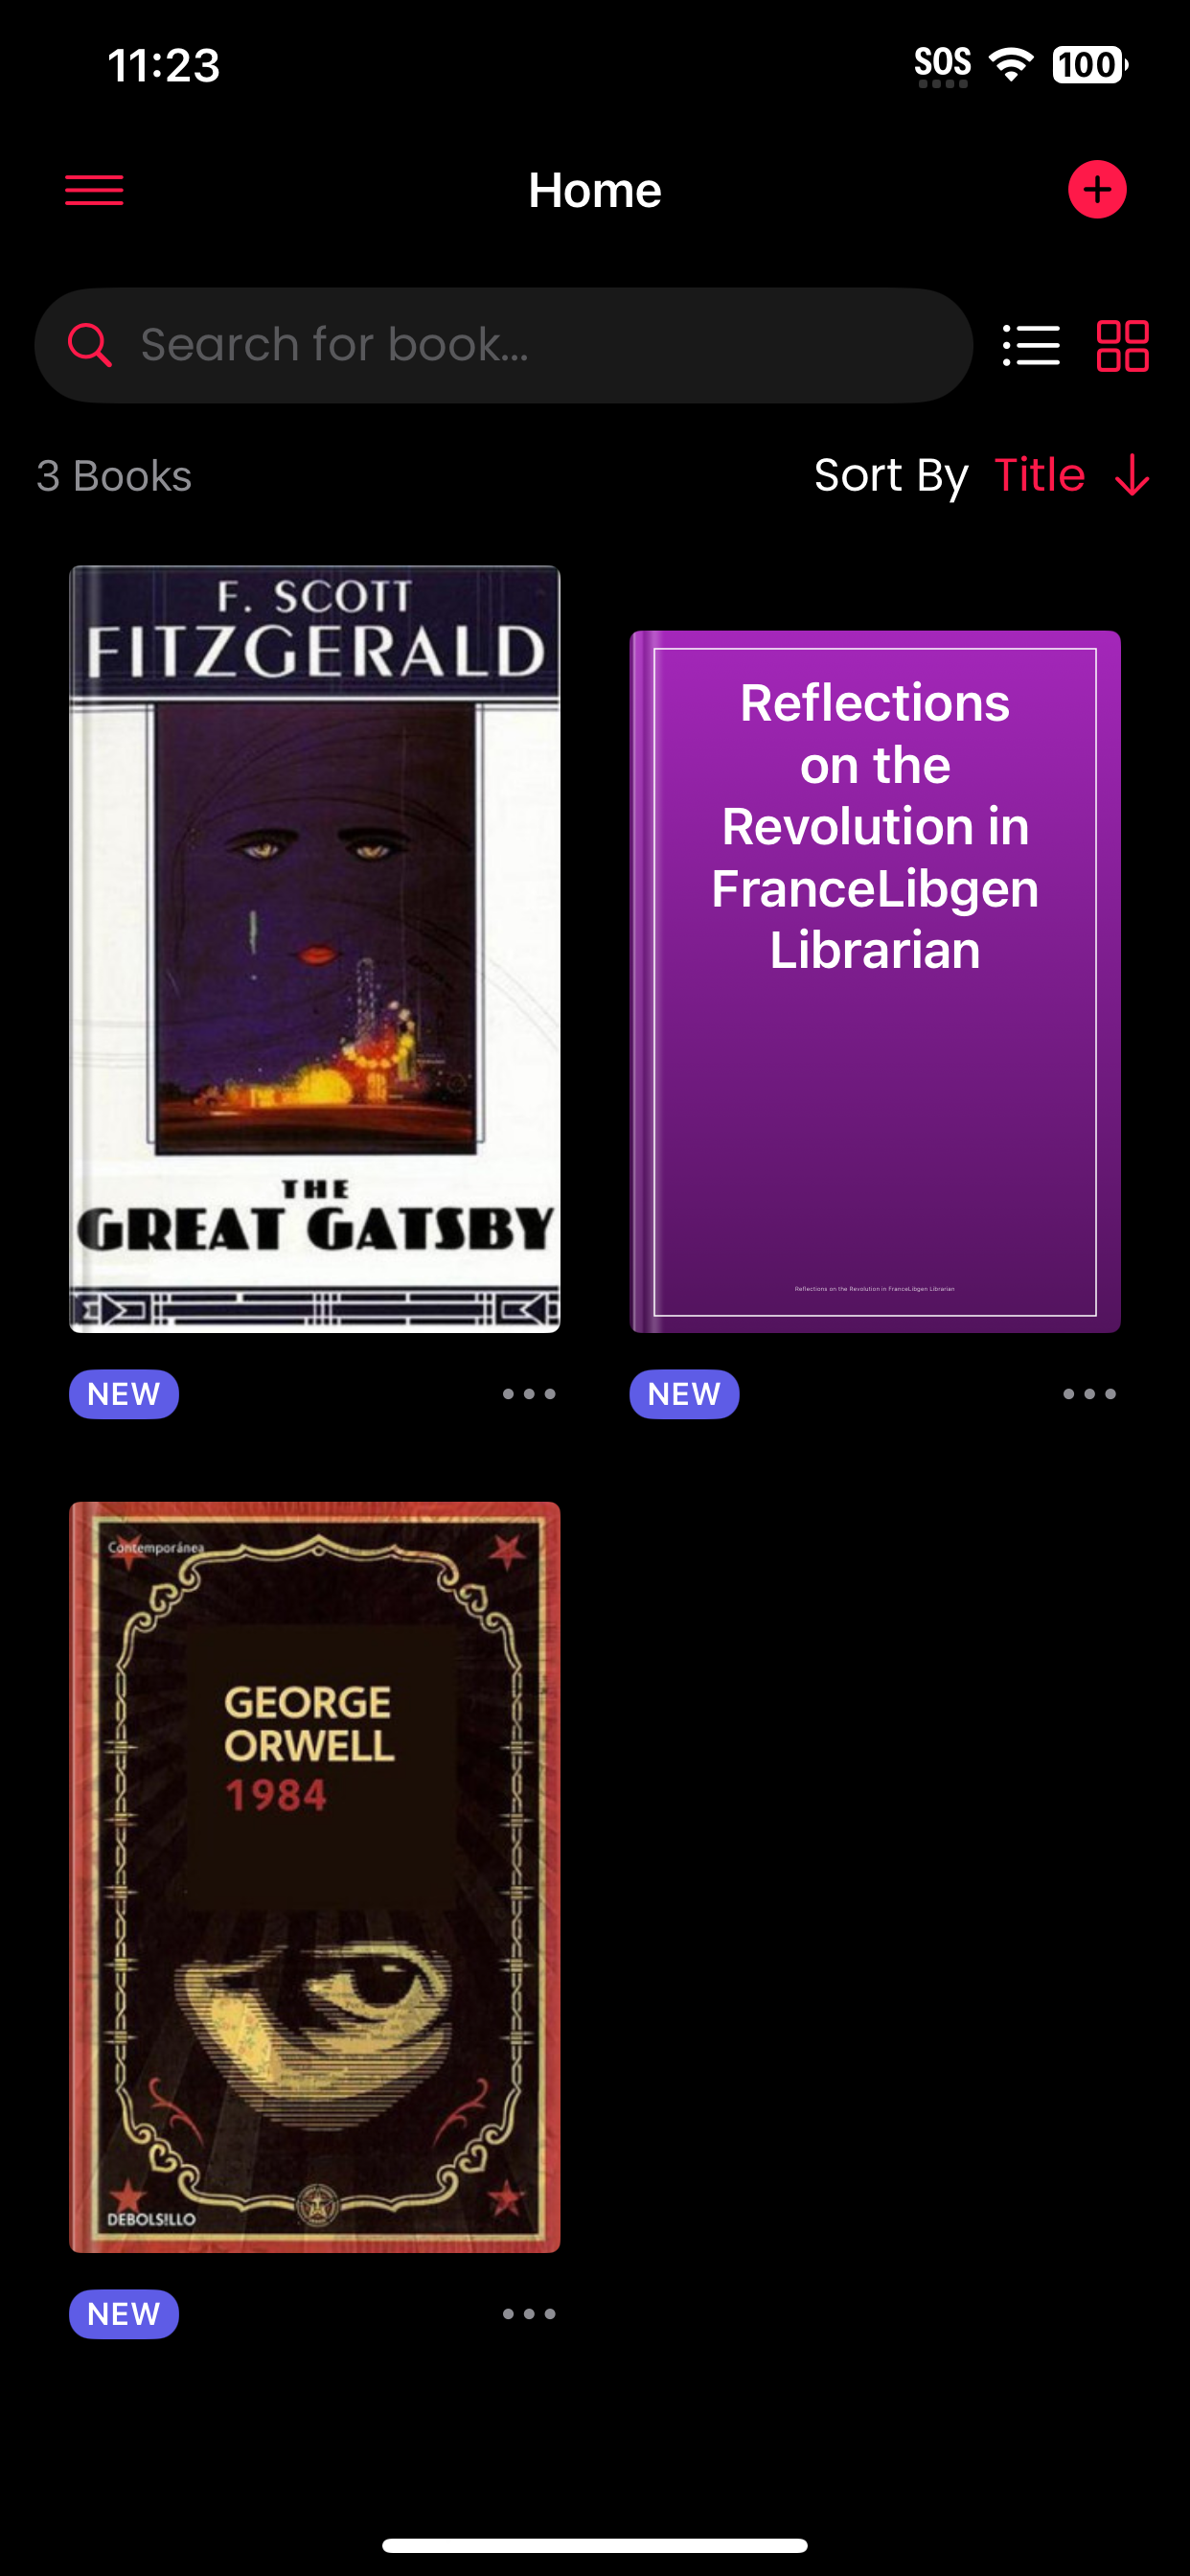 11:23
SOS
100
Home
Search for book...
3 Books
Sort By Title
F. SCOTT
FITZGERALD
THE
GREAT GATSBY
Reflections
on the
Revolution in
FranceLibgen
Librarian
Reflections on the Revolution in FranceLibgen Librarian
NEW
NEW
Contemporánea
GEORGE
ORWELL
1984
DEBOLS!LLO
NEW